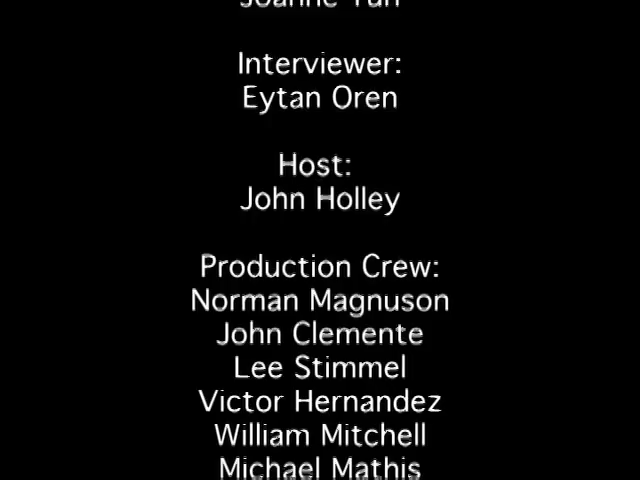 Joanne
Interviewer:
Eytan Oren
Host:
John Holley
Production Crew:
Norman Magnuson
John Clemente
Lee Stimmel
Victor Hernandez
William Mitchell
Michael Mathis